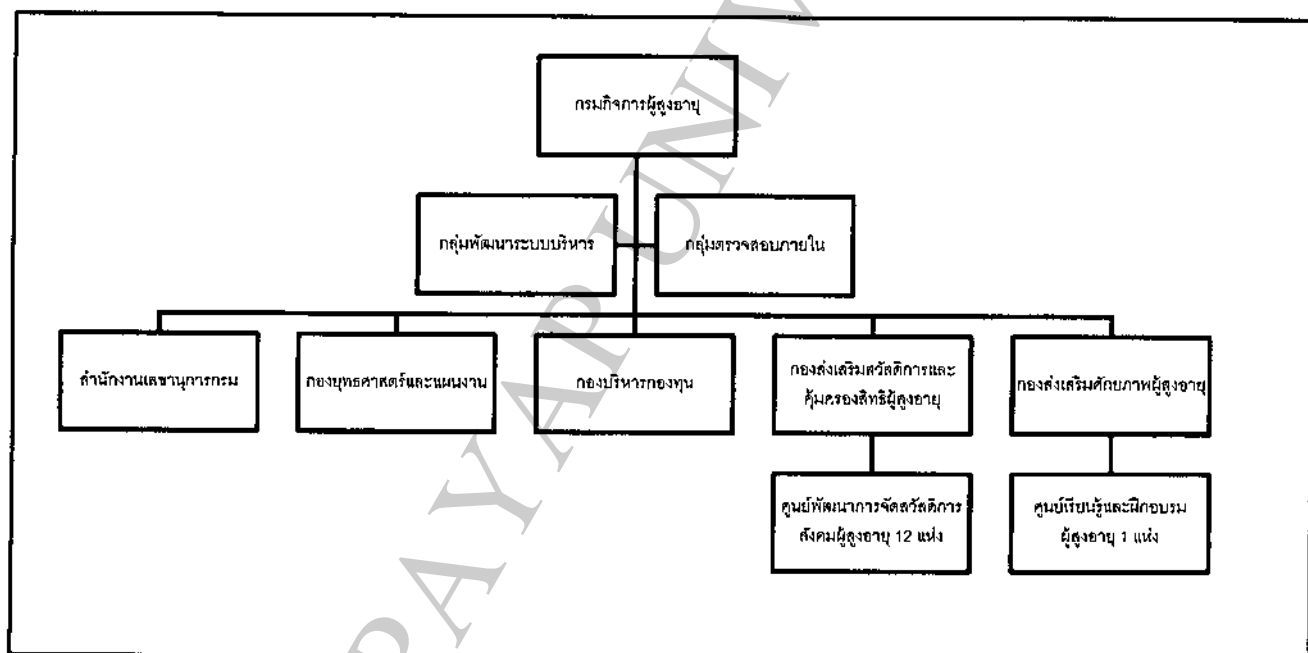 กรมกิจการผู้สูงอายุ
กลุ่มพัฒนาระบบบริหาร
กลุ่มตรวจสอบภายใน
สำนักงานเลขานุการกรม
กองยุทธศาสตร์และแผนงาน
กองบริหารกองทุน
กองส่งเสริมสวัสดิการและ
คุ้มครองสิทธิผู้สูงอายุ
กองส่งเสริมศักยภาพผู้สูงอายุ
ศูนย์พัฒนาการจัดสวัสดิการ
สังคมผู้สูงอายุ 12 แห่ง
ศูนย์เรียนรู้และฝึกอบรม
ผู้สูงอายุ 1 แห่ง
PAYAP UNIV